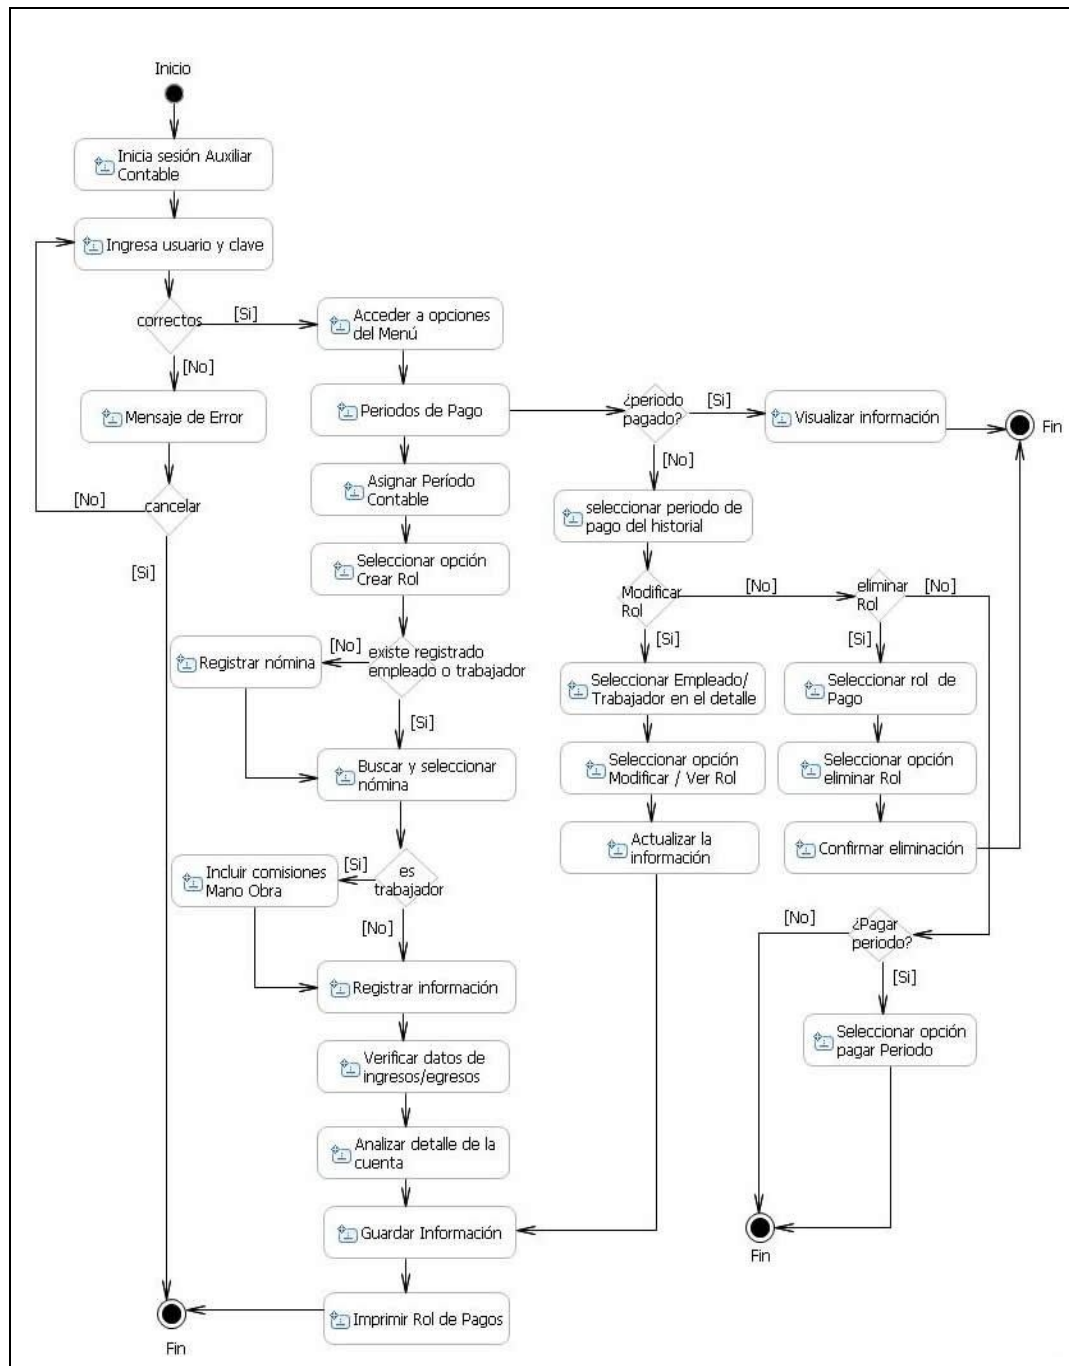 Inicio
Inicia sesión Auxiliar
Contable
Ingresa usuario y clave
correctos
[Si]
[No]
Mensaje de Error
cancelar
[No]
[Si]
Acceder a opciones
del Menú
Periodos de Pago
Asignar Período
Contable
Seleccionar opción
Crear Rol
existe registrado
empleado o trabajador
[No]
Registrar nómina
[Si]
Buscar y seleccionar
nómina
es
trabajador
[Si]
Incluir comisiones
Mano Obra
[No]
Registrar información
Verificar datos de
ingresos/egresos
Analizar detalle de la
cuenta
Guardar Información
Imprimir Rol de Pagos
Fin
¿periodo
pagado?
[Si]
Visualizar información
Fin
[No]
seleccionar periodo de
pago del historial
Modificar
Rol
[No]
eliminar
Rol
[No]
[Si]
Seleccionar Empleado/
Trabajador en el detalle
Seleccionar opción
Modificar / Ver Rol
Actualizar la
información
[Si]
Seleccionar rol de
Pago
Seleccionar opción
eliminar Rol
Confirmar eliminación
¿Pagar
periodo?
[No]
[Si]
Seleccionar opción
pagar Periodo
Fin